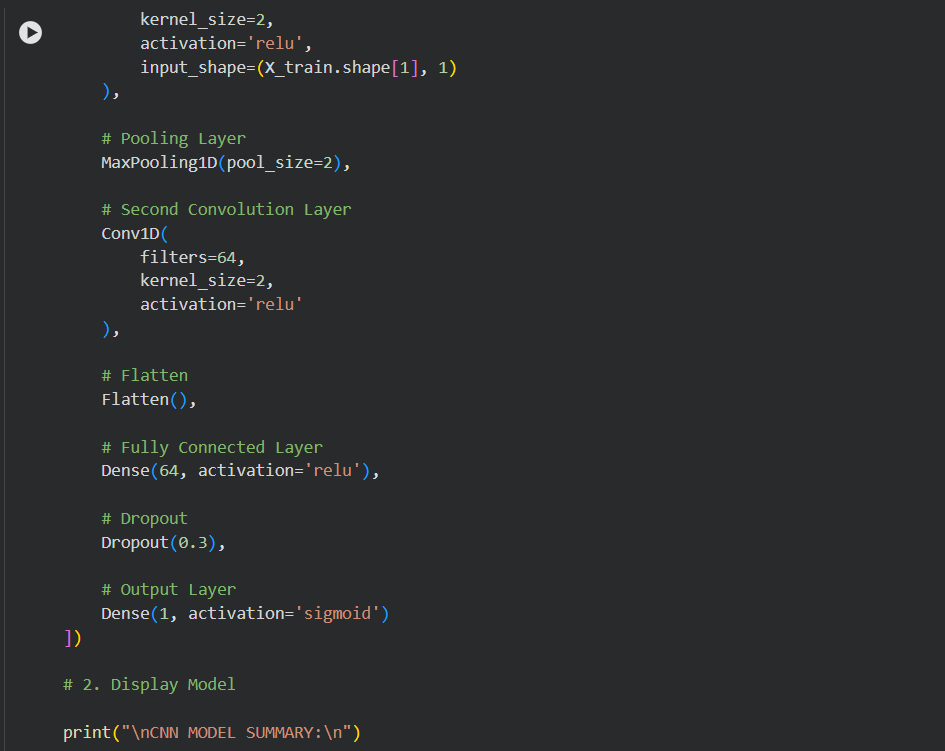 kernel_size=2,
activation='relu',
input_shape=(X_train.shape[1], 1)
),
# Pooling Layer
MaxPooling1D(pool_size=2),
# Second Convolution Layer
Conv1D(
filters=64,
kernel_size=2,
activation='relu'
),
# Flatten
Flatten(),
# Fully Connected Layer
Dense(64, activation='relu'),
# Dropout
Dropout(0.3),
# Output Layer
Dense(1, activation='sigmoid')
])
# 2. Display Model
print("\nCNN MODEL SUMMARY:\n")